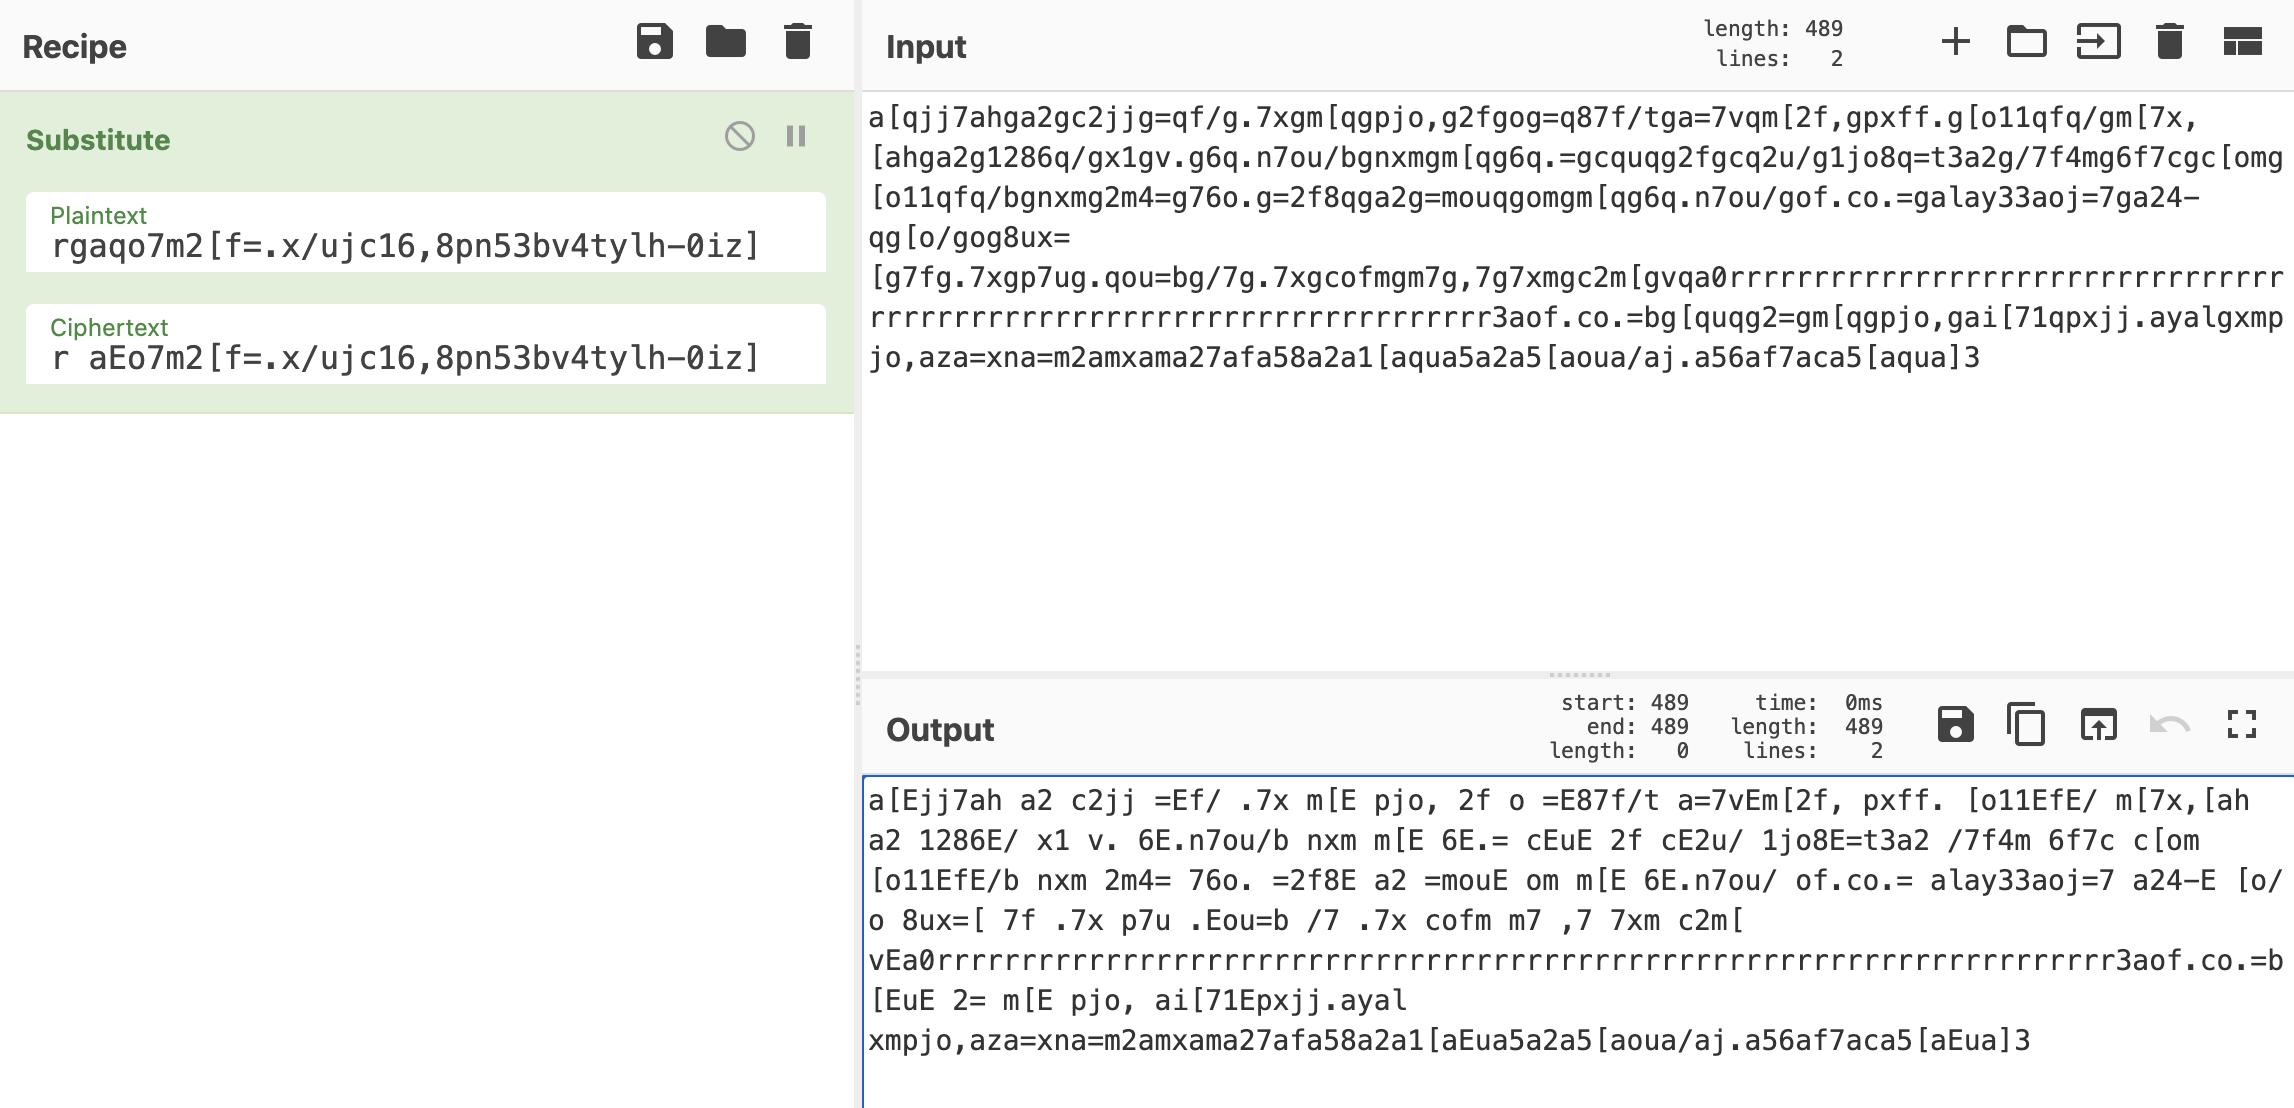 Recipe
Input
length: 489
lines: 2
Substitute
Plaintext
rgaqo7m2[f=.x/ujc16,8pn53bv4tylh-0iz]
Ciphertext
r aEo7m2[f=.x/ujc16,8pn53bv4tylh-0iz]
a[qjj7ahga2gc2jjg=qf/g.7xgm[qgpjo,g2fgog=q87f/tga=7vqm[2f,gpxff.g[o11qfq/gm[7x,
[ahga2g1286q/gx1gv.g6q.n7ou/bgnxmgm[qg6q.=gcquqg2fgcq2u/g1jo8q=t3a2g/7f4mg6f7cgc[omg
[o11qfq/bgnxmg2m4=g76o.g=2f8qga2g=mouqgomgm[qg6q.n7ou/gof.co.=galay33aoj=7ga24-
qg[o/gog8ux=
[g7fg.7xgp7ug.qou=bg/7g.7xgcofmgm7g,7g7xmgc2m[gvqa0rrrrrrrrrrrrrrrrrrrrrrrrrrrrrrrrr
rrrrrrrrrrrrrrrrrrrrrrrrrrrrrrrrrrrrr3aof.co.=bg[quqg2=gm[qgpjo,gai[71qpxjj.ayalgxmp
jo,aza=xna=m2amxama27afa58a2a1[aqua5a2a5[aoua/aj.a56af7aca5[aqua]3
Output
start: 489 time: 0ms
end: 489 length: 489
length: 0 lines: 2
a[Ejj7ah a2 c2jj =Ef/ .7x m[E pjo, 2f o =E87f/t a=7vEm[2f, pxff. [o11EfE/ m[7x,[ah
a2 1286E/ x1 v. 6E.n7ou/b nxm m[E 6E.= cEuE 2f cE2u/ 1jo8E=t3a2 /7f4m 6f7c c[om
[o11EfE/b nxm 2m4= 76o. =2f8E a2 =mouE om m[E 6E.n7ou/ of.co.= alay33aoj=7 a24-E [o/
o 8ux=[ 7f .7x p7u .Eou=b /7 .7x cofm m7 ,7 7xm c2m[
vEa0rrrrrrrrrrrrrrrrrrrrrrrrrrrrrrrrrrrrrrrrrrrrrrrrrrrrrrrrrrrrrrrrrrrrrr3aof.co.=b
[EuE 2= m[E pjo, ai[71Epxjj.ayal
xmpjo,aza=xna=m2amxama27afa58a2a1[aEua5a2a5[aoua/aj.a56af7aca5[aEua]3